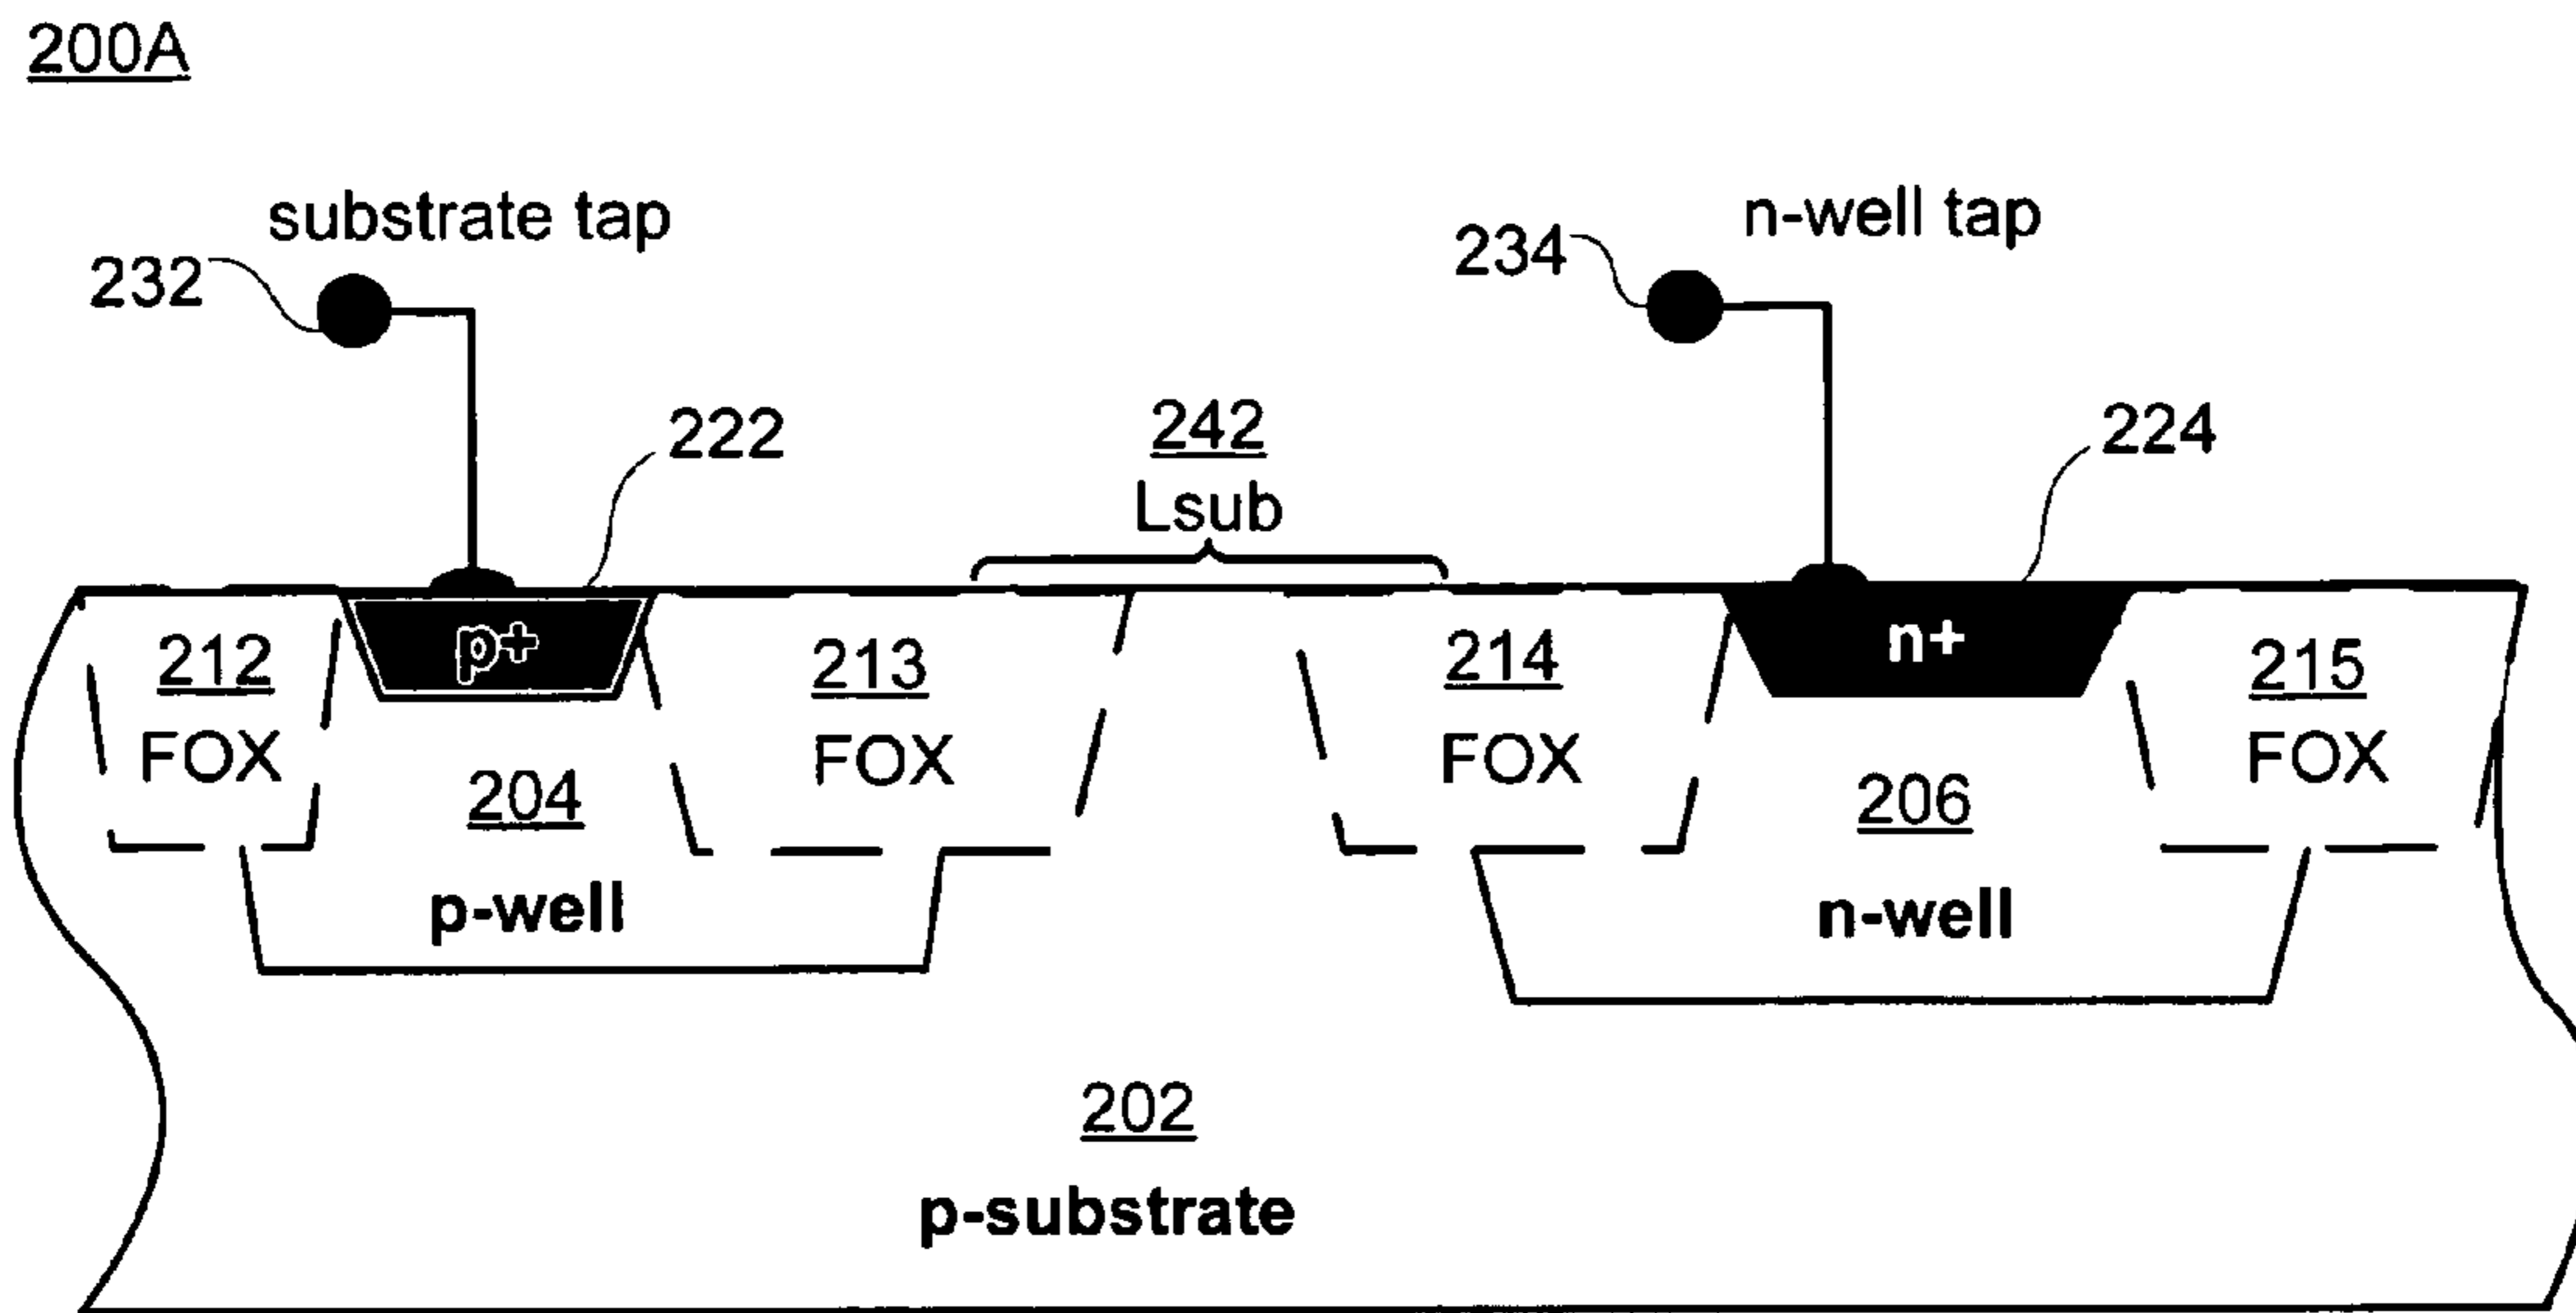 200A
substrate tap
n-well tap
232
234
222
242
224
Lsub
p+
n+
212
FOX
213
FOX
214
FOX
215
FOX
204
p-well
206
n-well
202
p-substrate